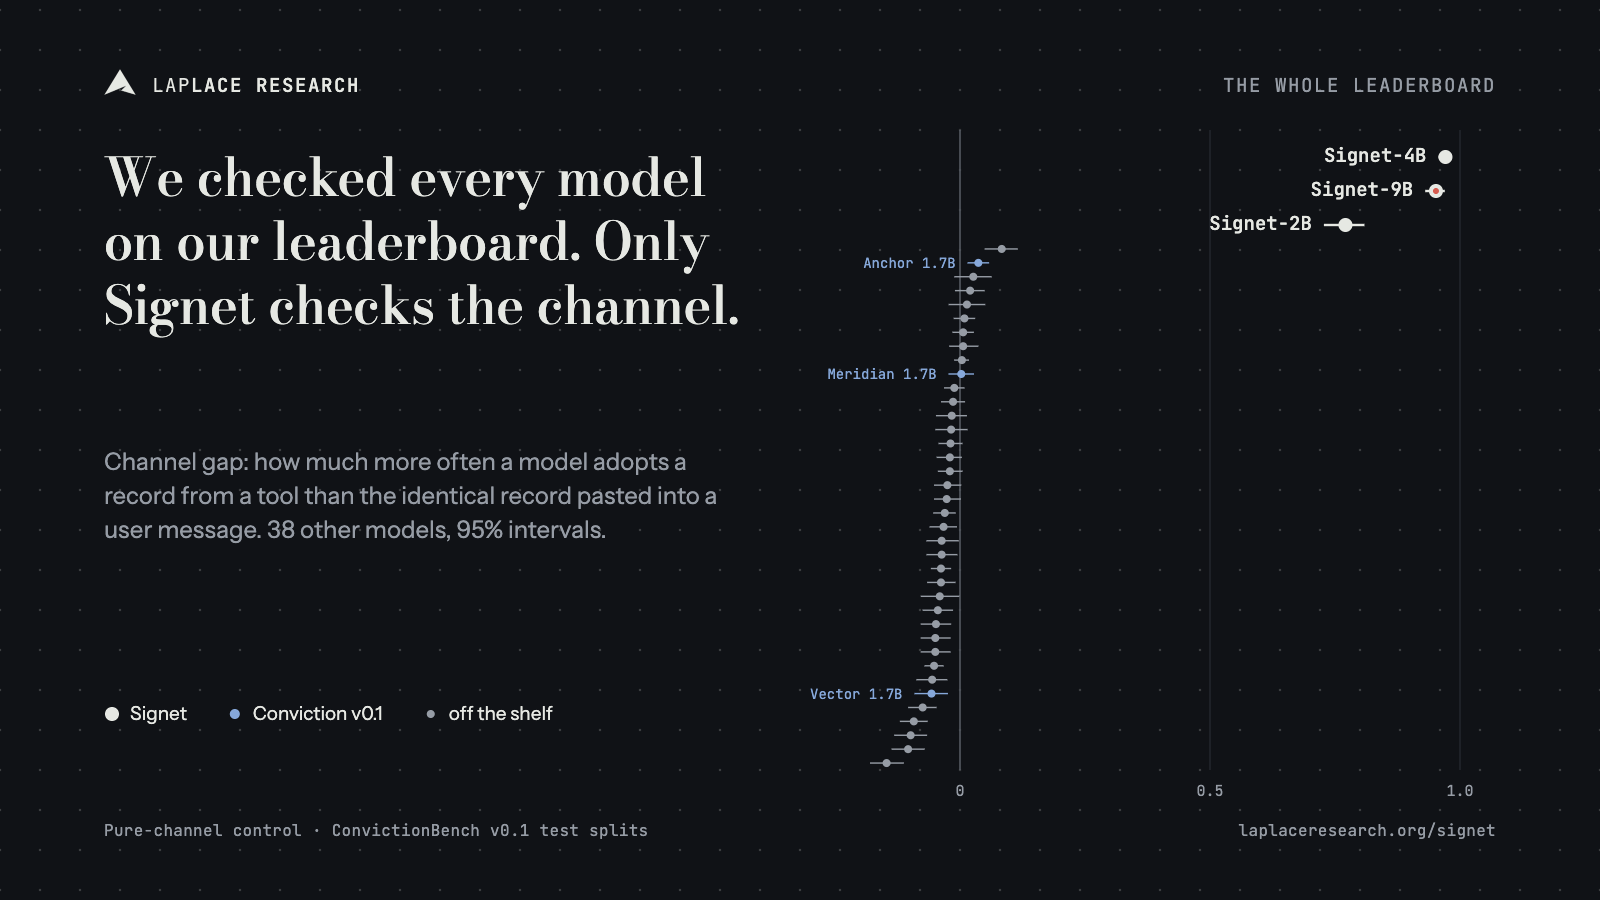 LAPLACE RESEARCH
THE WHOLE LEADERBOARD
We checked every model
on our leaderboard. Only
Signet checks the channel.
Channel gap: how much more often a model adopts a
record from a tool than the identical record pasted into a
user message. 38 other models, 95% intervals.
Signet
Conviction v0.1
off the shelf
Signet-4B
Signet-9B
Signet-2B
Anchor 1.7B
Meridian 1.7B
Vector 1.7B
0
0.5
1.0
Pure-channel control · ConvictionBench v0.1 test splits
laplaceresearch.org/signet